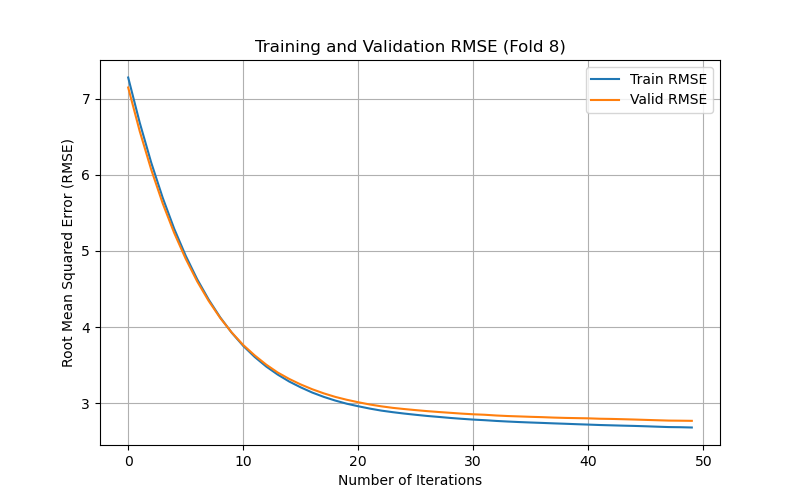 Training and Validation RMSE (Fold 8)
Train RMSE
Valid RMSE
Root Mean Squared Error (RMSE)
7
6
5
4
3
0 10 20 30 40 50
Number of Iterations